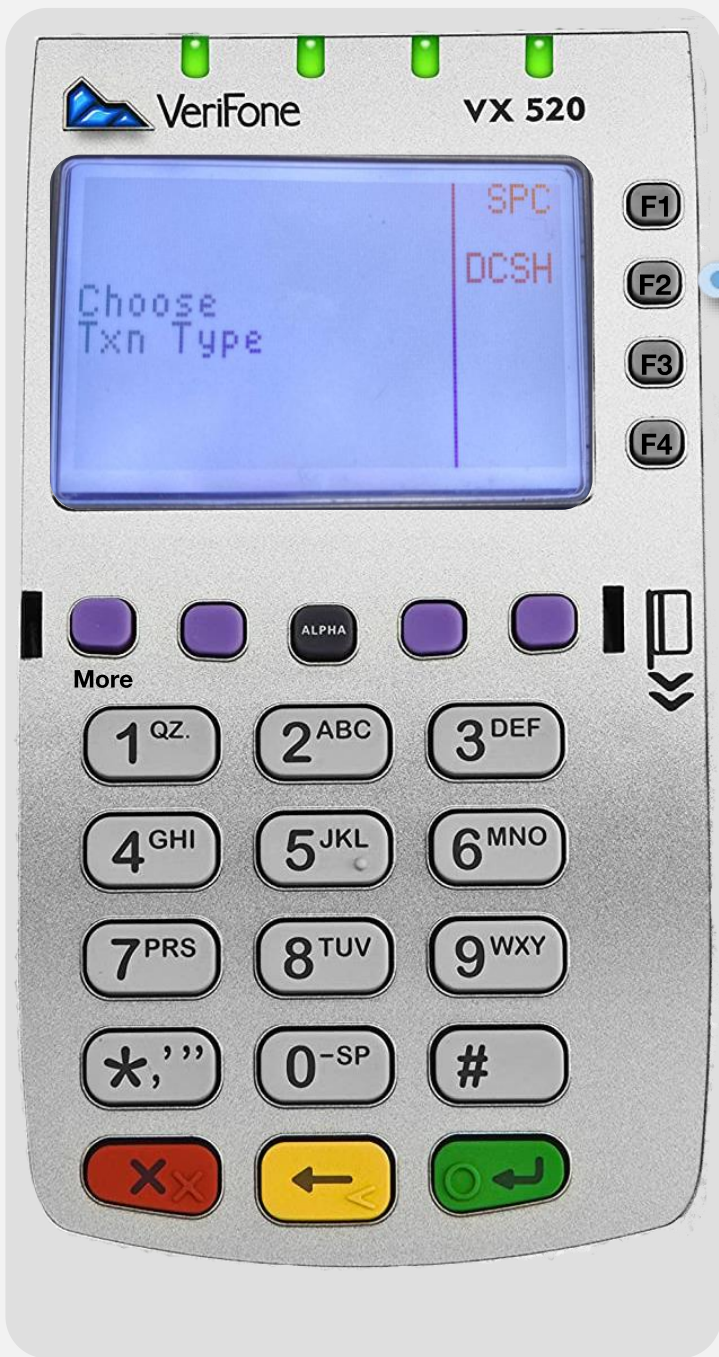 VeriFone
VX 520
SPC
DCSH
Choose
Txn Type
F1
F2
F3
F4
ALPHA
More
1 QZ.
2 ABC
3 DEF
4 GHI
5 JKL
6 MNO
7 PRS
8 TUV
9 WXY
*,'"
0 -SP
#